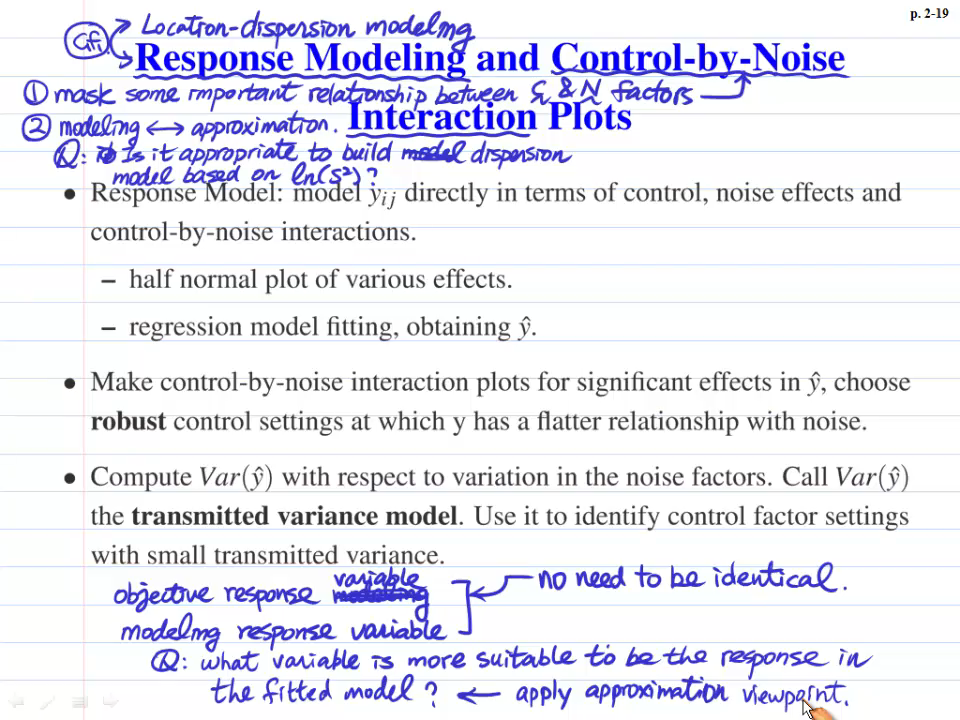 p. 2-19
Cf. Location-dispersion modeling
Response Modeling and Control-by-Noise
① mask some important relationship between C & N factors
Interaction Plots
② modeling ↔ approximation.
Q: Is it appropriate to build dispersion
model based on ln(s²)?
• Response Model: model y_ij directly in terms of control, noise effects and
control-by-noise interactions.
– half normal plot of various effects.
– regression model fitting, obtaining ŷ.
• Make control-by-noise interaction plots for significant effects in ŷ, choose
robust control settings at which y has a flatter relationship with noise.
• Compute Var(ŷ) with respect to variation in the noise factors. Call Var(ŷ)
the transmitted variance model. Use it to identify control factor settings
with small transmitted variance.
objective response variable
no need to be identical.
modeling response variable
Q: what variable is more suitable to be the response in
the fitted model? ← apply approximation viewpoint.